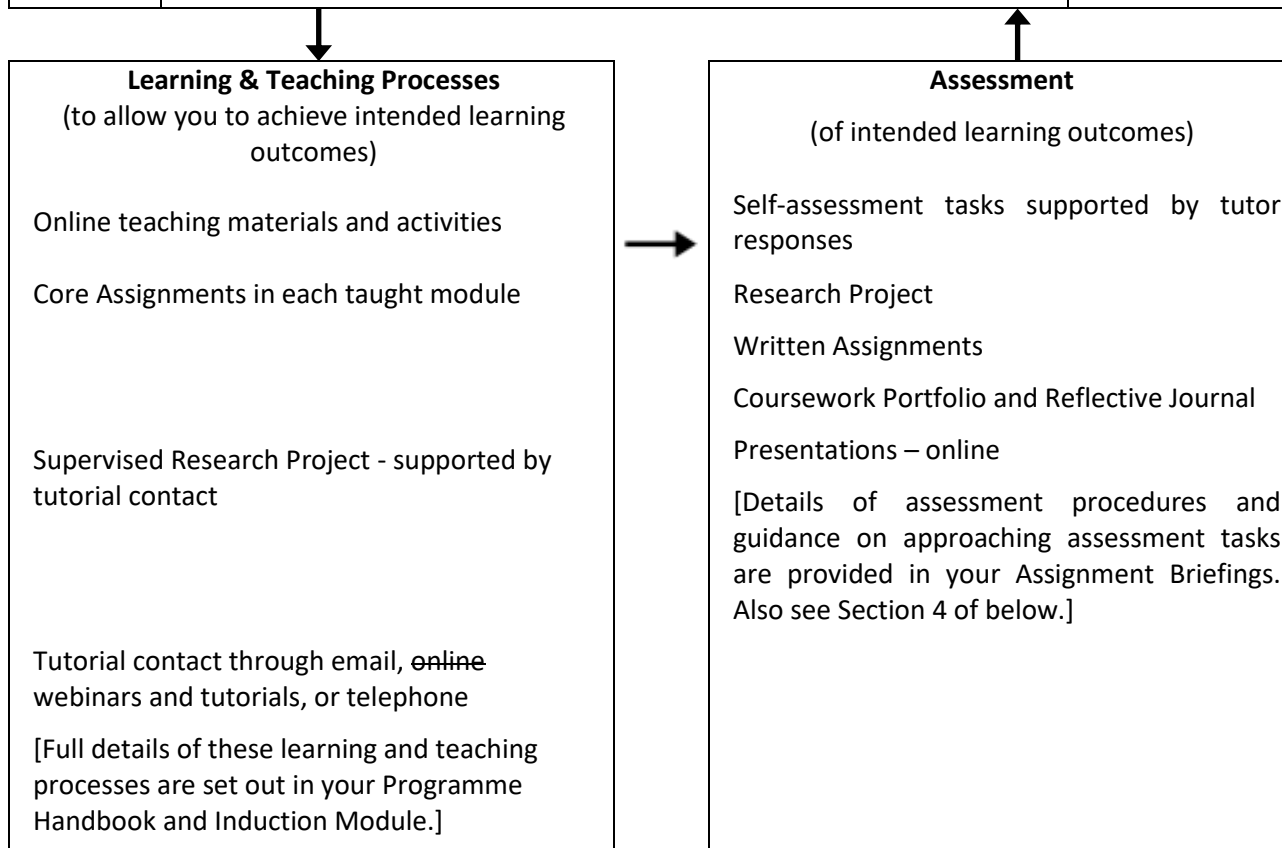 Learning & Teaching Processes
(to allow you to achieve intended learning
outcomes)
Online teaching materials and activities
Core Assignments in each taught module
Supervised Research Project - supported by
tutorial contact
Tutorial contact through email, online
webinars and tutorials, or telephone
[Full details of these learning and teaching
processes are set out in your Programme
Handbook and Induction Module.]
Assessment
(of intended learning outcomes)
Self-assessment tasks supported by tutor
responses
Research Project
Written Assignments
Coursework Portfolio and Reflective Journal
Presentations – online
[Details of assessment procedures and
guidance on approaching assessment tasks
are provided in your Assignment Briefings.
Also see Section 4 of below.]